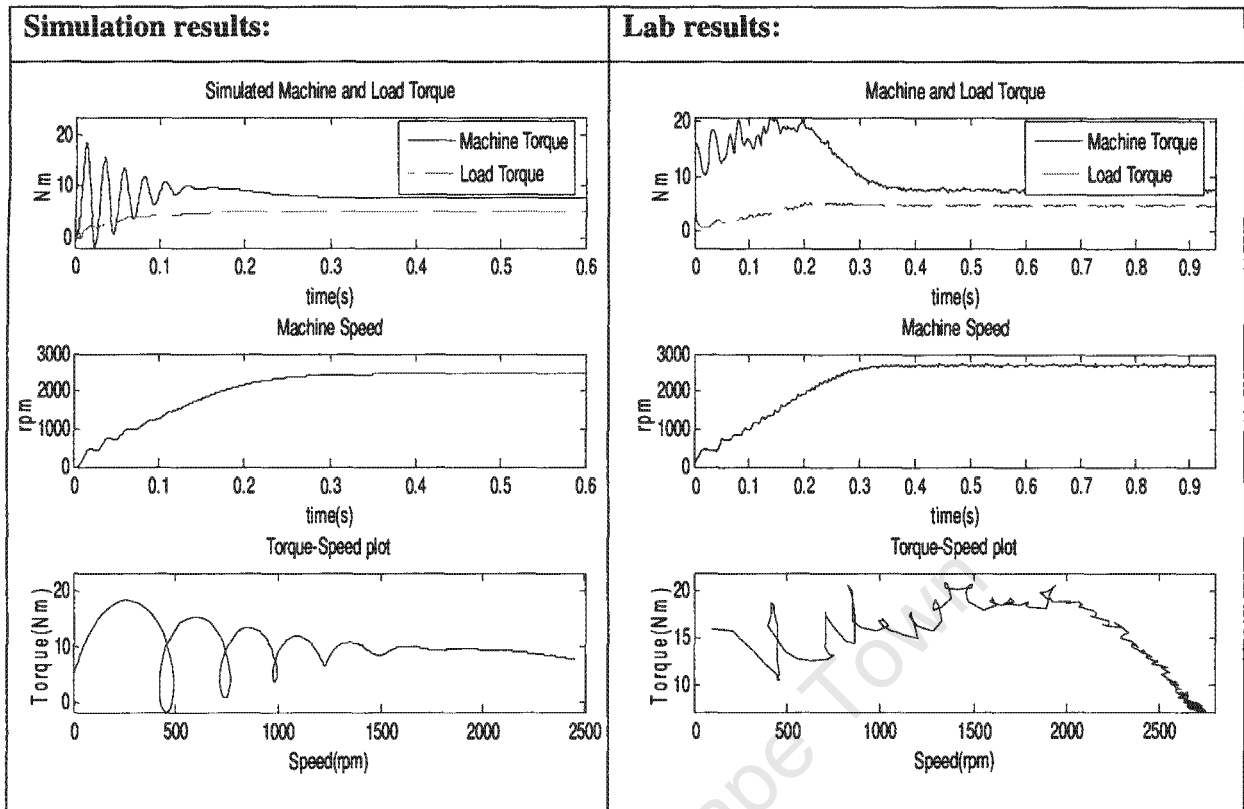 Simulation results:
Simulated Machine and Load Torque
20
10
0
Nm
Machine Torque
Load Torque
0 0.1 0.2 0.3 0.4 0.5 0.6
time(s)
Machine Speed
3000
2000
1000
0
rpm
0 0.1 0.2 0.3 0.4 0.5 0.6
time(s)
Torque-Speed plot
20
10
0
Torque(Nm)
0 500 1000 1500 2000 2500
Speed(rpm)
Lab results:
Machine and Load Torque
20
10
0
Nm
Machine Torque
Load Torque
0 0.1 0.2 0.3 0.4 0.5 0.6 0.7 0.8 0.9
time(s)
Machine Speed
3000
2000
1000
0
rpm
0 0.1 0.2 0.3 0.4 0.5 0.6 0.7 0.8 0.9
time(s)
Torque-Speed plot
20
15
10
Torque(Nm)
0 500 1000 1500 2000 2500
Speed(rpm)
ape Town